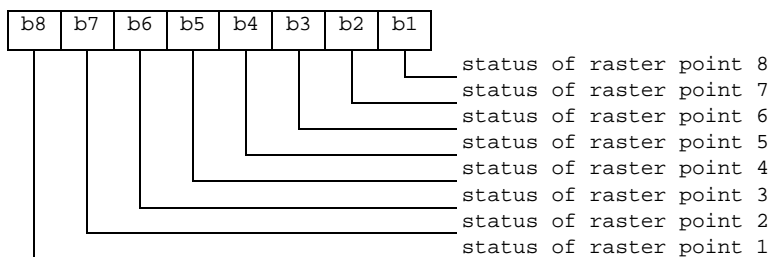 b8 b7 b6 b5 b4 b3 b2 b1
status of raster point 8
status of raster point 7
status of raster point 6
status of raster point 5
status of raster point 4
status of raster point 3
status of raster point 2
status of raster point 1